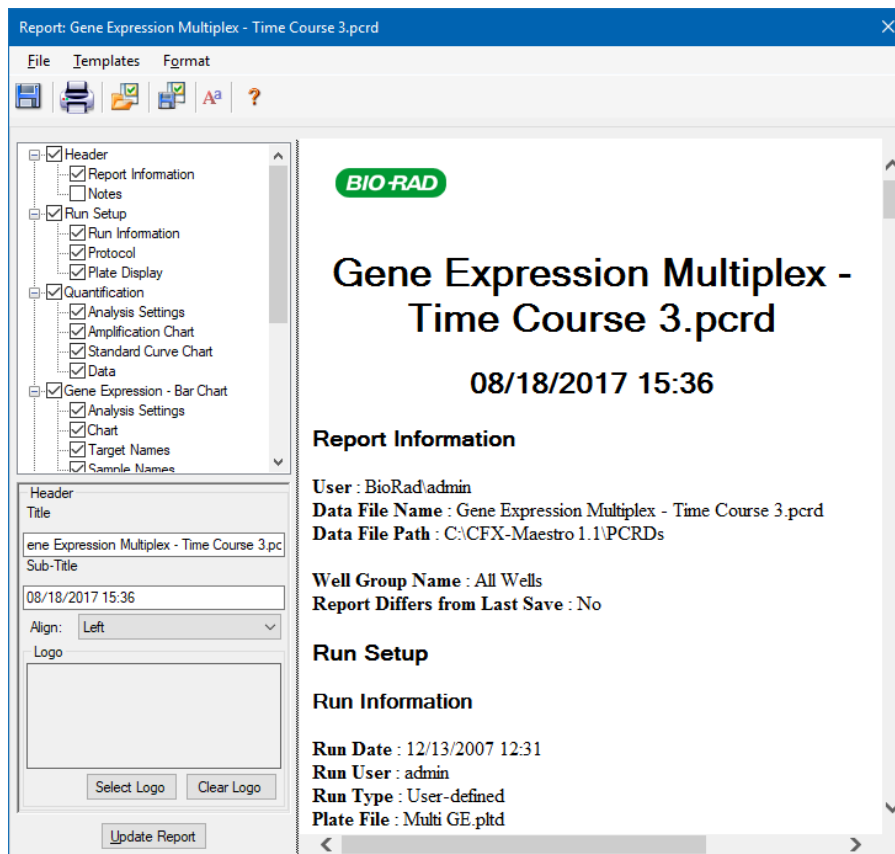 Report: Gene Expression Multiplex - Time Course 3.pcrd
File Templates Format
Aa ?
Header
Report Information
Notes
Run Setup
Run Information
Protocol
Plate Display
Quantification
Analysis Settings
Amplification Chart
Standard Curve Chart
Data
Gene Expression - Bar Chart
Analysis Settings
Chart
Target Names
Sample Names
Header
Title
ene Expression Multiplex - Time Course 3.pc
Sub-Title
08/18/2017 15:36
Align: Left
Logo
Select Logo Clear Logo
Update Report
BIO-RAD
Gene Expression Multiplex -
Time Course 3.pcrd
08/18/2017 15:36
Report Information
User : BioRad\admin
Data File Name : Gene Expression Multiplex - Time Course 3.pcrd
Data File Path : C:\CFX-Maestro 1.1\PCRDs
Well Group Name : All Wells
Report Differs from Last Save : No
Run Setup
Run Information
Run Date : 12/13/2007 12:31
Run User : admin
Run Type : User-defined
Plate File : Multi GE.pltd